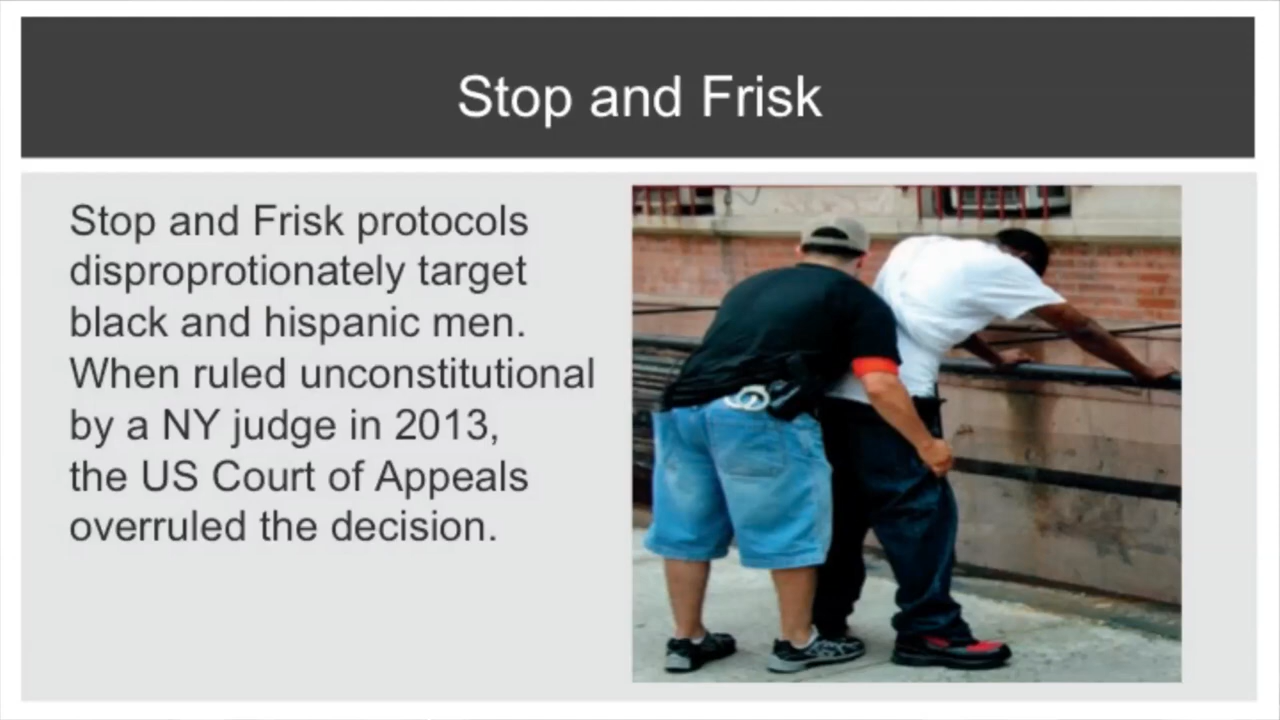 Stop and Frisk
Stop and Frisk protocols
disproprotionately target
black and hispanic men.
When ruled unconstitutional
by a NY judge in 2013,
the US Court of Appeals
overruled the decision.